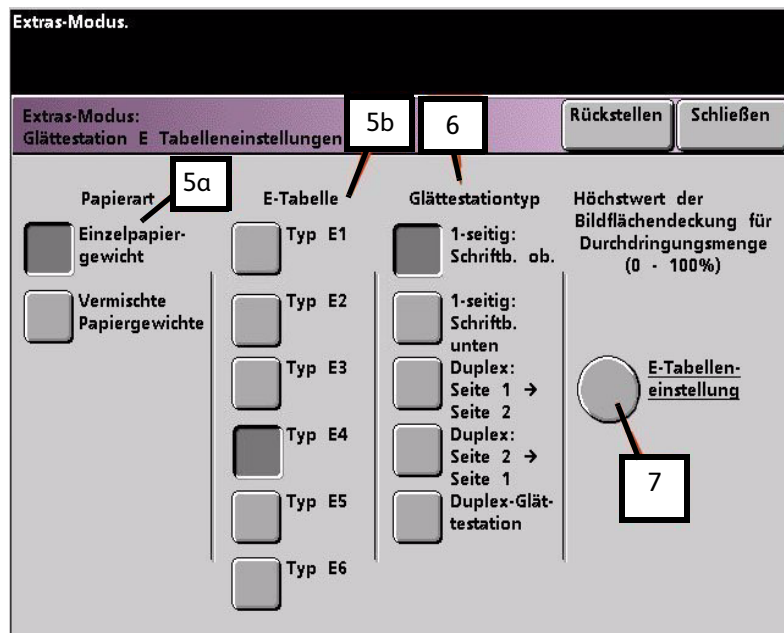 Extras-Modus.
Extras-Modus:
Glättestation E Tabelleneinstellungen
5b
6
Rückstellen
Schließen
5a
Papierart
Einzelpapier-
gewicht
Vermischte
Papiergewichte
E-Tabelle
Typ E1
Typ E2
Typ E3
Typ E4
Typ E5
Typ E6
Glättestationtyp
1-seitig:
Schriftb. ob.
1-seitig:
Schriftb.
unten
Duplex:
Seite 1 →
Seite 2
Duplex:
Seite 2 →
Seite 1
Duplex-Glät-
testation
Höchstwert der
Bildflächendeckung für
Durchdringungsmenge
(0 - 100%)
E-Tabellen-
einstellung
7